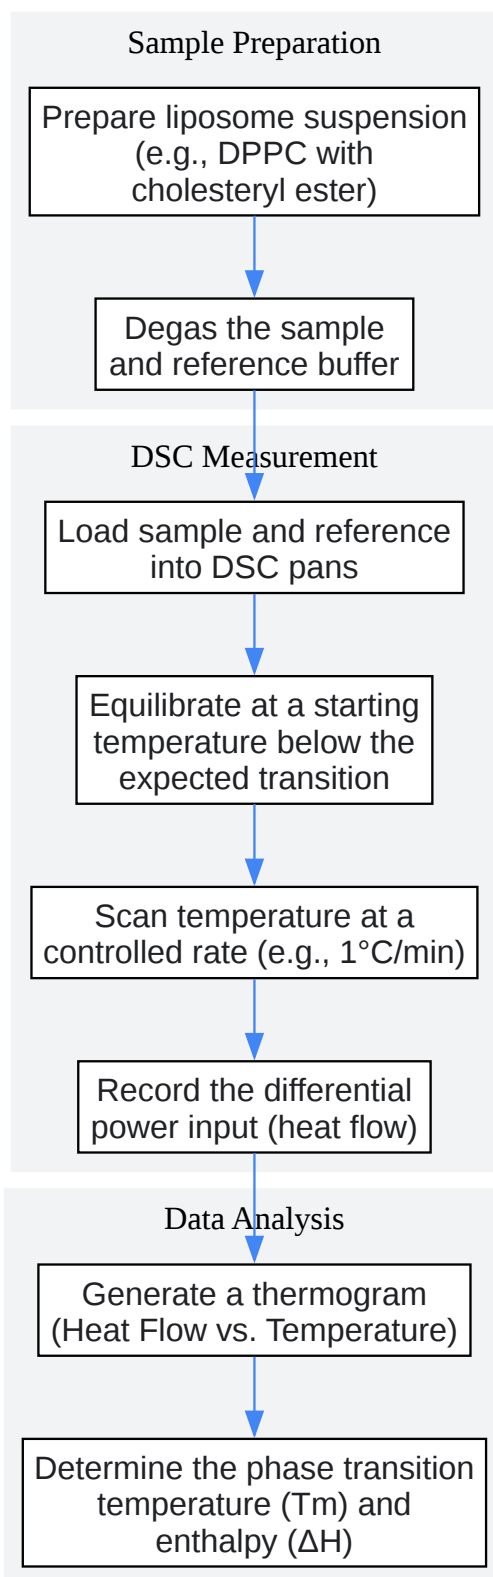 Sample Preparation
Prepare liposome suspension
(e.g., DPPC with
cholesteryl ester)
Degas the sample
and reference buffer
DSC Measurement
Load sample and reference
into DSC pans
Equilibrate at a starting
temperature below the
expected transition
Scan temperature at a
controlled rate (e.g., 1°C/min)
Record the differential
power input (heat flow)
Data Analysis
Generate a thermogram
(Heat Flow vs. Temperature)
Determine the phase transition
temperature (Tm) and
enthalpy (ΔH)